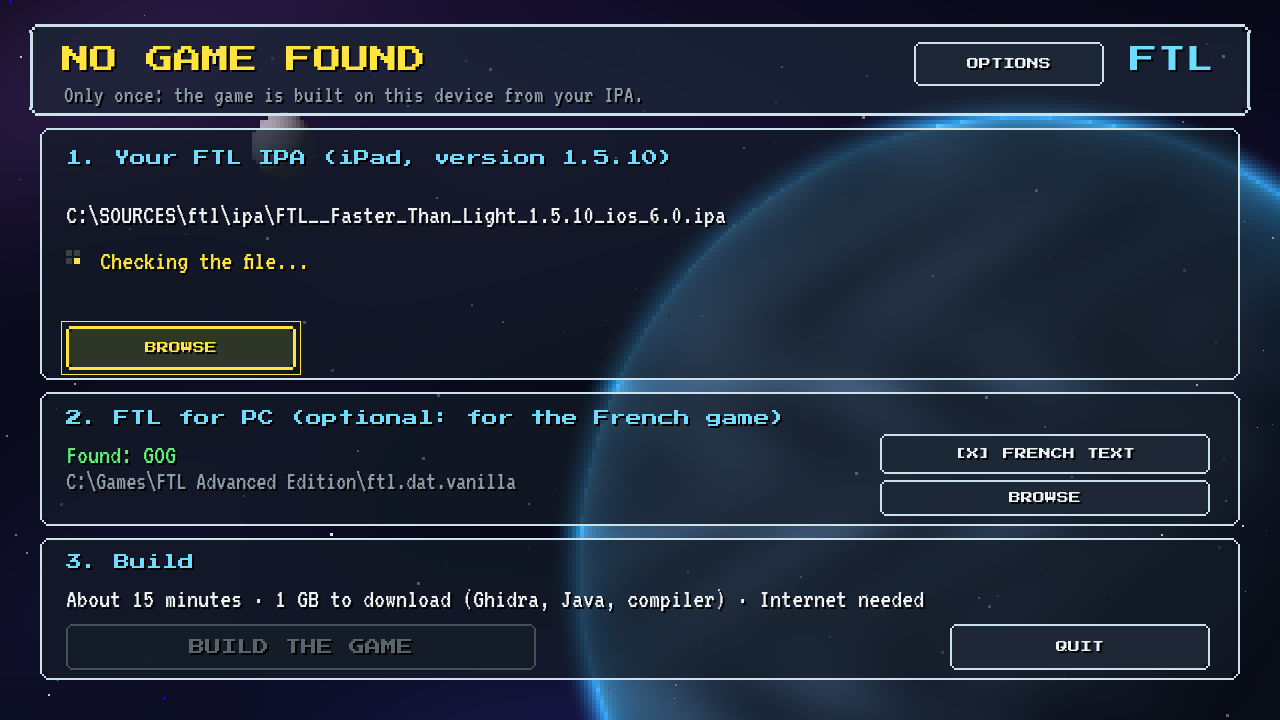 NO GAME FOUND
OPTIONS
FTL
Only once: the game is built on this device from your IPA.
1. Your FTL IPA (iPad, version 1.5.10)
C:\SOURCES\ftl\ipa\FTL__Faster_Than_Light_1.5.10_ios_6.0.ipa
Checking the file...
BROWSE
2. FTL for PC (optional: for the French game)
Found: GOG
[X] FRENCH TEXT
C:\Games\FTL Advanced Edition\ftl.dat.vanilla
BROWSE
3. Build
About 15 minutes · 1 GB to download (Ghidra, Java, compiler) · Internet needed
BUILD THE GAME
QUIT